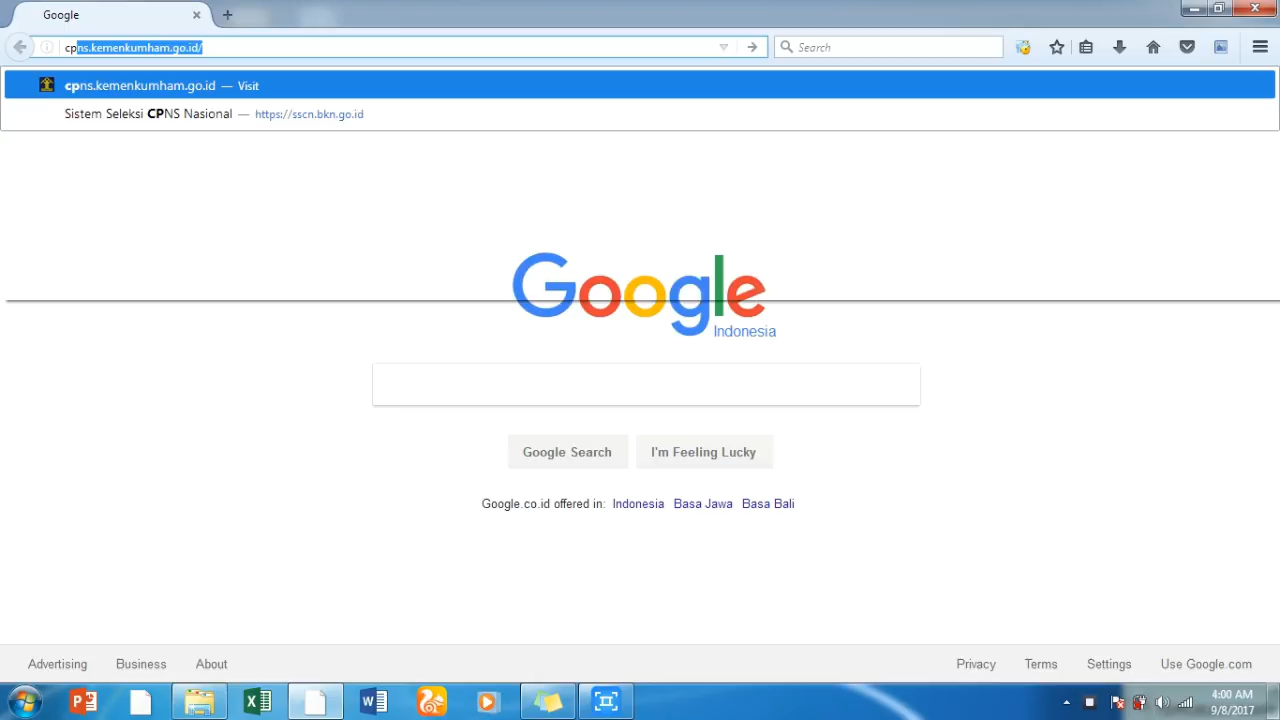 Google
cpns.kemenkumham.go.id/
Search
cpns.kemenkumham.go.id — Visit
Sistem Seleksi CPNS Nasional — https://sscn.bkn.go.id
Google
Indonesia
Google Search
I'm Feeling Lucky
Google.co.id offered in: Indonesia Basa Jawa Basa Bali
Advertising
Business
About
Privacy
Terms
Settings
Use Google.com
4:00 AM
9/8/2017